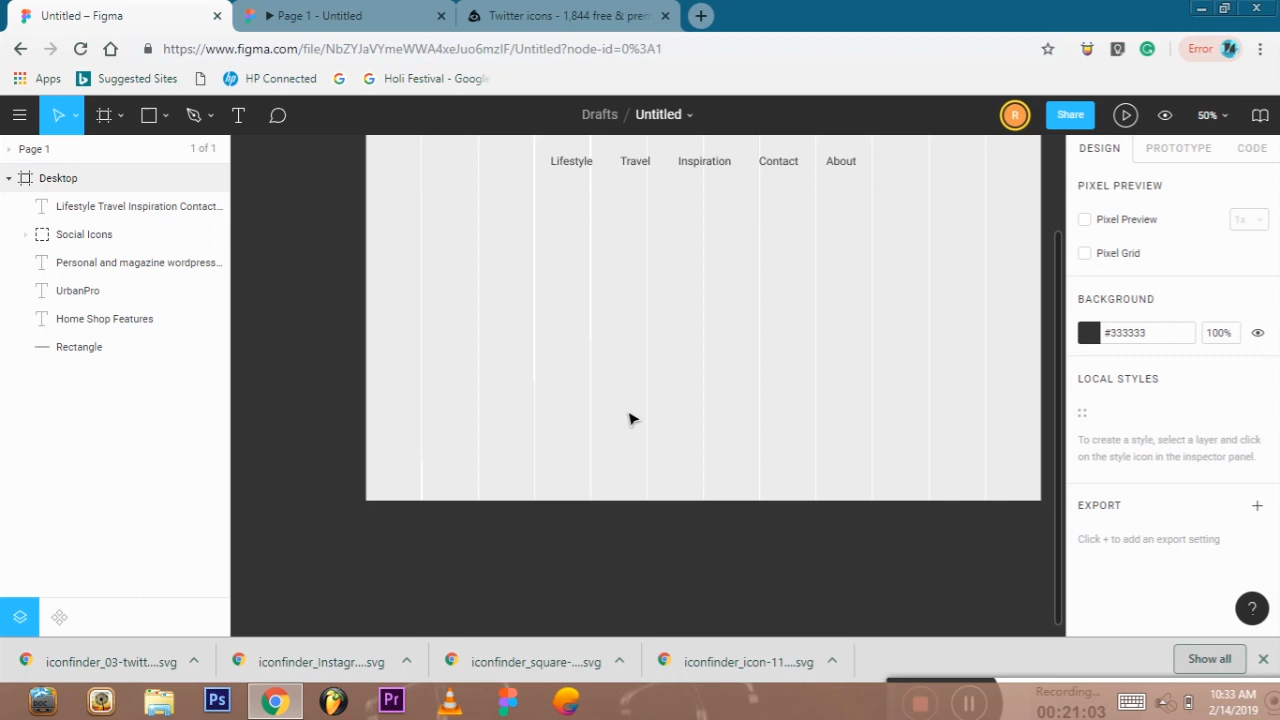 Untitled – Figma
Page 1 - Untitled
Twitter icons - 1,844 free & prem
https://www.figma.com/file/NbZYJaVYmeWWA4xeJuo6mzIF/Untitled?node-id=0%3A1
Error
Apps
Suggested Sites
HP Connected
Holi Festival - Google
Drafts / Untitled
R
Share
50%
Page 1
1 of 1
Desktop
Lifestyle Travel Inspiration Contact...
Social Icons
Personal and magazine wordpress...
UrbanPro
Home Shop Features
Rectangle
Lifestyle Travel Inspiration Contact About
DESIGN
PROTOTYPE
CODE
PIXEL PREVIEW
Pixel Preview
1x
Pixel Grid
BACKGROUND
#333333
100%
LOCAL STYLES
To create a style, select a layer and click
on the style icon in the inspector panel.
EXPORT
Click + to add an export setting
?
iconfinder_03-twitt....svg
iconfinder_Instagr....svg
iconfinder_square-....svg
iconfinder_icon-11....svg
Show all
DOC
Ps
Pr
Recording...
00:21:03
10:33 AM
2/14/2019